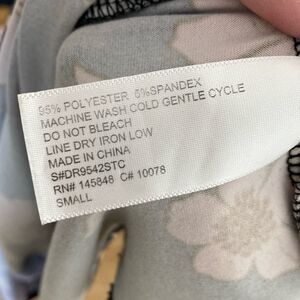 95% POLYESTER 5%SPANDEX
MACHINE WASH COLD GENTLE CYCLE
DO NOT BLEACH
LINE DRY IRON LOW
MADE IN CHINA
S#DR9542STC
RN# 145848 C# 10078
SMALL